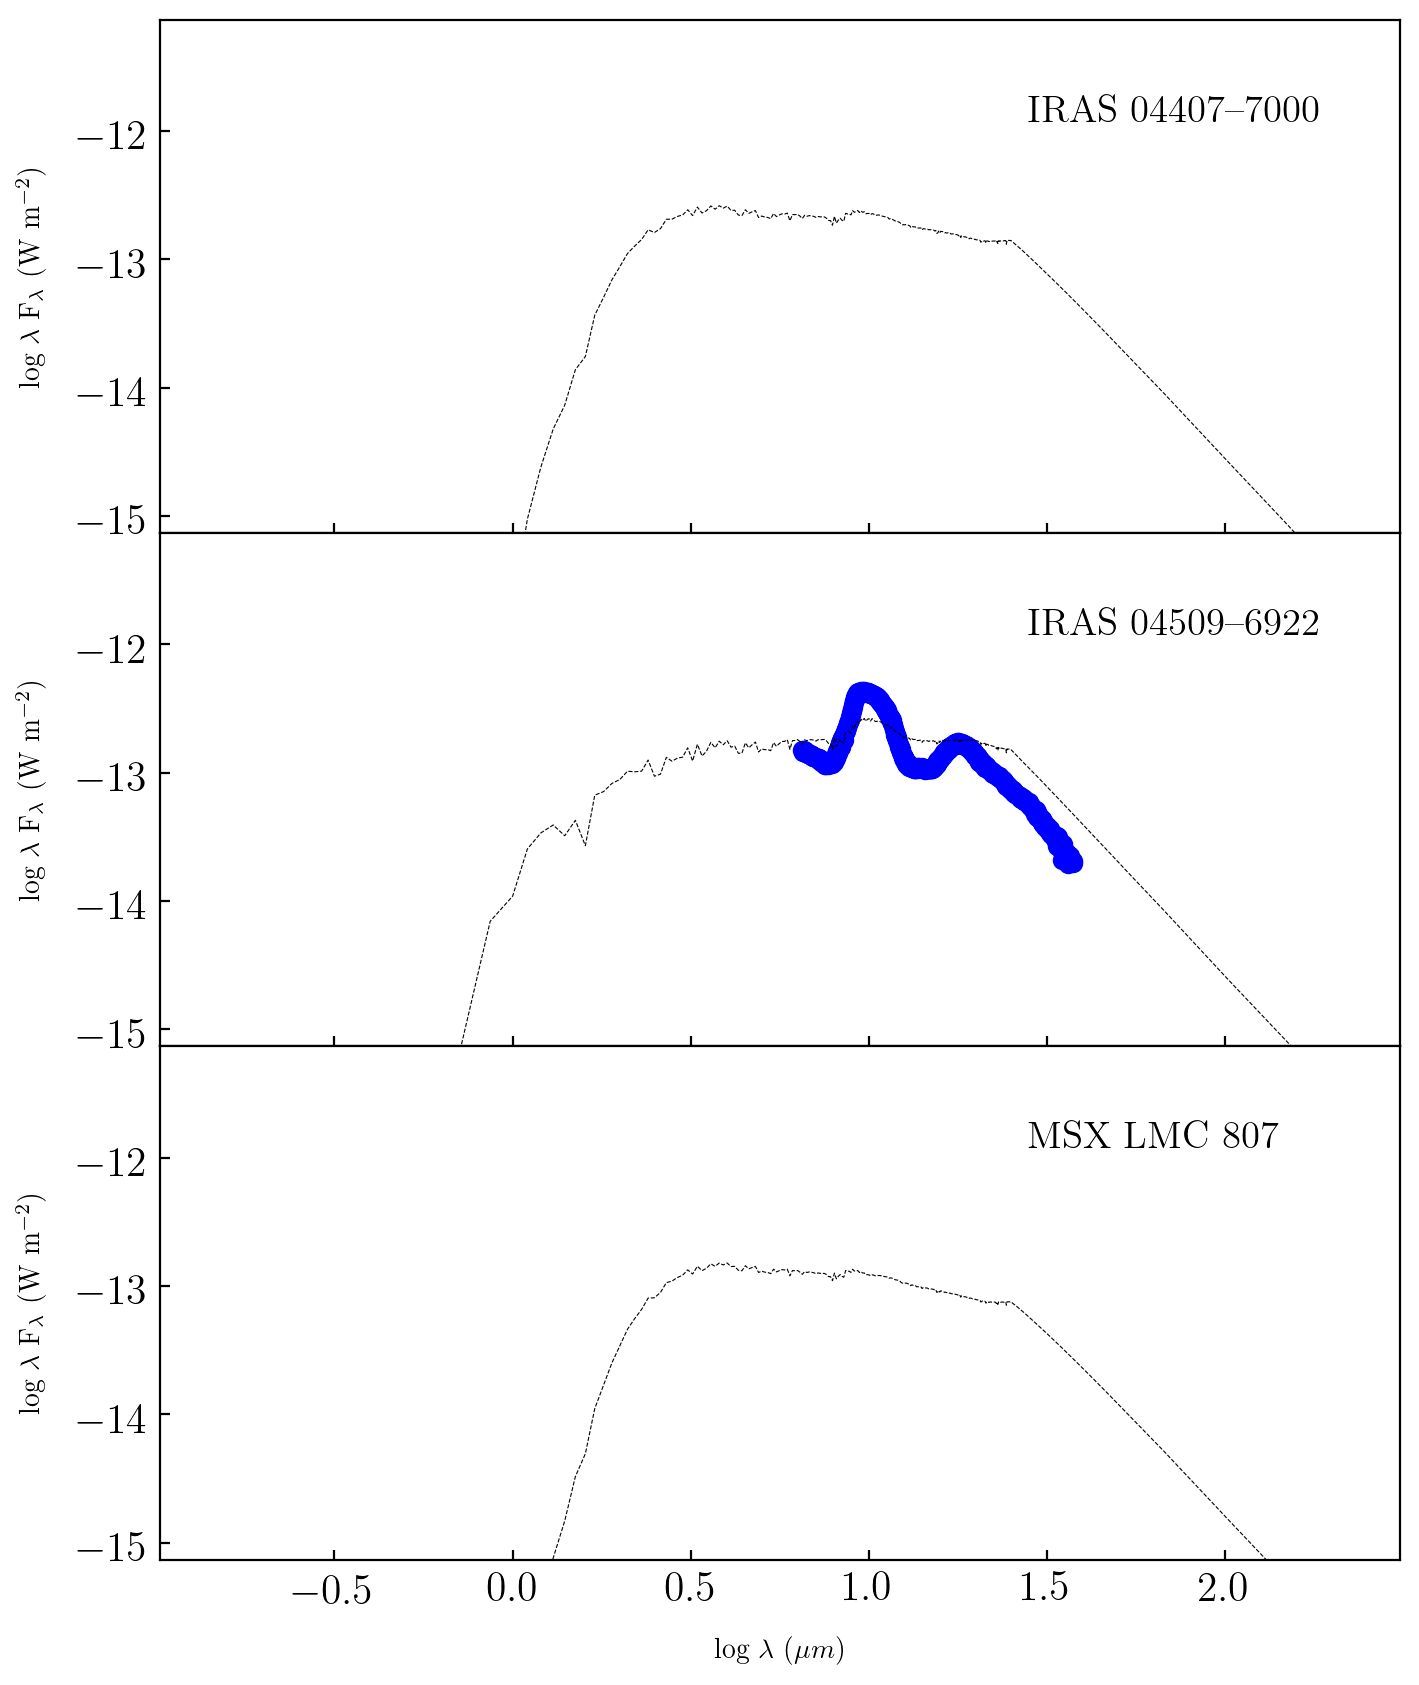 IRAS 04407–7000
−12
−13
−14
−15
log λ F_λ (W m⁻²)
IRAS 04509–6922
−12
−13
−14
−15
log λ F_λ (W m⁻²)
MSX LMC 807
−12
−13
−14
−15
log λ F_λ (W m⁻²)
−0.5 0.0 0.5 1.0 1.5 2.0
log λ (μm)